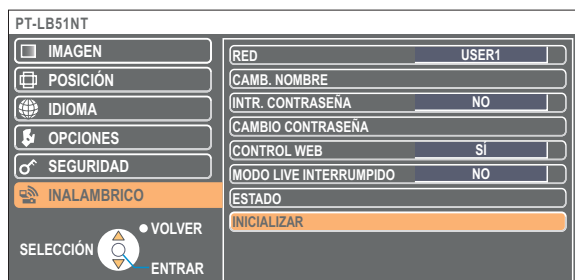 PT-LB51NT
IMAGEN
POSICIÓN
IDIOMA
OPCIONES
SEGURIDAD
INALAMBRICO
SELECCIÓN
VOLVER
ENTRAR
RED USER1
CAMB. NOMBRE
INTR. CONTRASEÑA NO
CAMBIO CONTRASEÑA
CONTROL WEB SÍ
MODO LIVE INTERRUMPIDO NO
ESTADO
INICIALIZAR